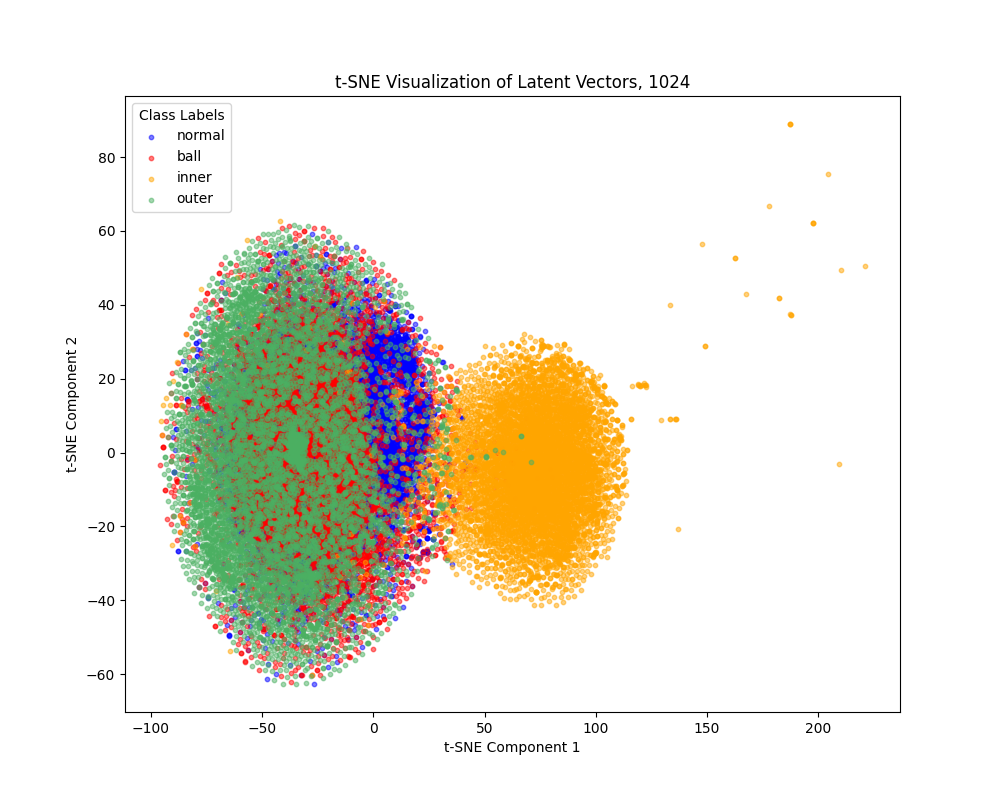 t-SNE Visualization of Latent Vectors, 1024
Class Labels
normal
ball
inner
outer
80
60
40
20
0
−20
−40
−60
t-SNE Component 2
−100
−50
0
50
100
150
200
t-SNE Component 1